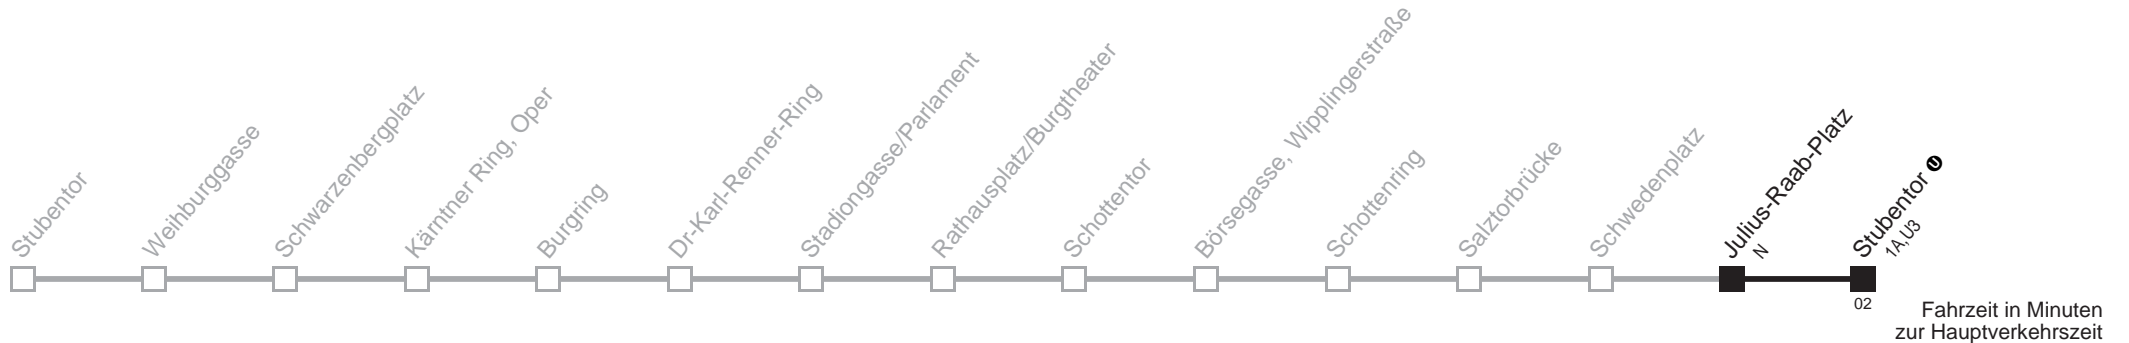 Stubentor
Weihburggasse
Schwarzenbergplatz
Kärntner Ring, Oper
Burgring
Dr-Karl-Renner-Ring
Stadiongasse/Parlament
Rathausplatz/Burgtheater
Schottentor
Börsegasse, Wipplingerstraße
Schottenring
Salztorbrücke
Schwedenplatz
Julius-Raab-Platz
N
Stubentor U
1A,U3
02
Fahrzeit in Minuten
zur Hauptverkehrszeit